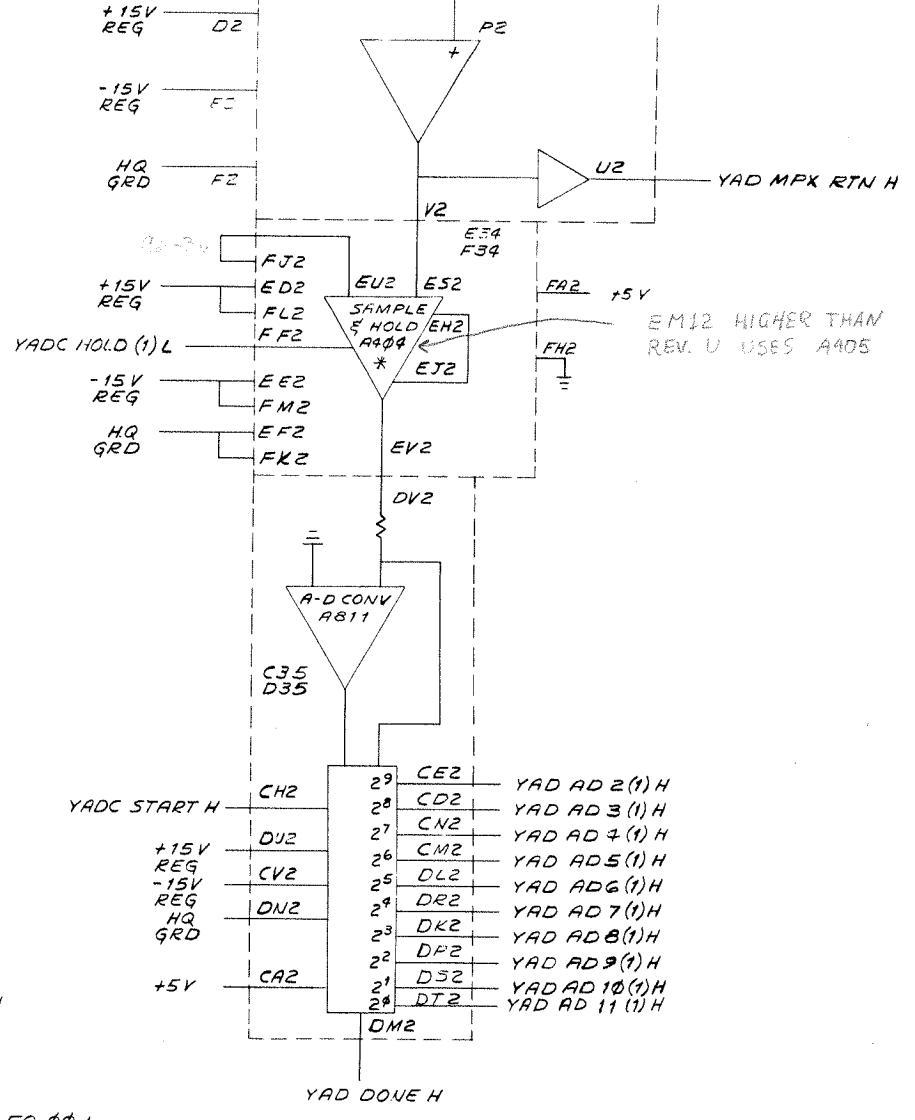 +15V
REG
D2
P2
+
-15V
REG
HQ
GRD
F2
U2
YAD MPX RTN H
V2
E34
F34
FJ2
EU2
ES2
+15V
REG
ED2
FL2
FA2
+5V
SAMPLE
& HOLD
A404
*
EH2
EJ2
EM12 HIGHER THAN
REV. U USES A405
YADC HOLD (1) L
FF2
FH2
-15V
REG
EE2
FM2
HQ
GRD
EF2
FK2
EV2
DV2
A-D CONV
A811
C35
D35
YADC START H
CH2
+15V
REG
DU2
-15V
REG
CV2
HQ
GRD
DN2
+5V
CA2
2⁹ CE2 YAD AD 2(1) H
2⁸ CD2 YAD AD 3(1) H
2⁷ CN2 YAD AD 4(1) H
2⁶ CM2 YAD AD5(1) H
2⁵ DL2 YAD AD6(1) H
2⁴ DR2 YAD AD 7(1) H
2³ DK2 YAD AD8(1) H
2² DP2 YAD AD9(1) H
2¹ DS2 YAD AD 1Ø(1) H
2ᶲ DT2 YAD AD 11(1) H
DM2
YAD DONE H